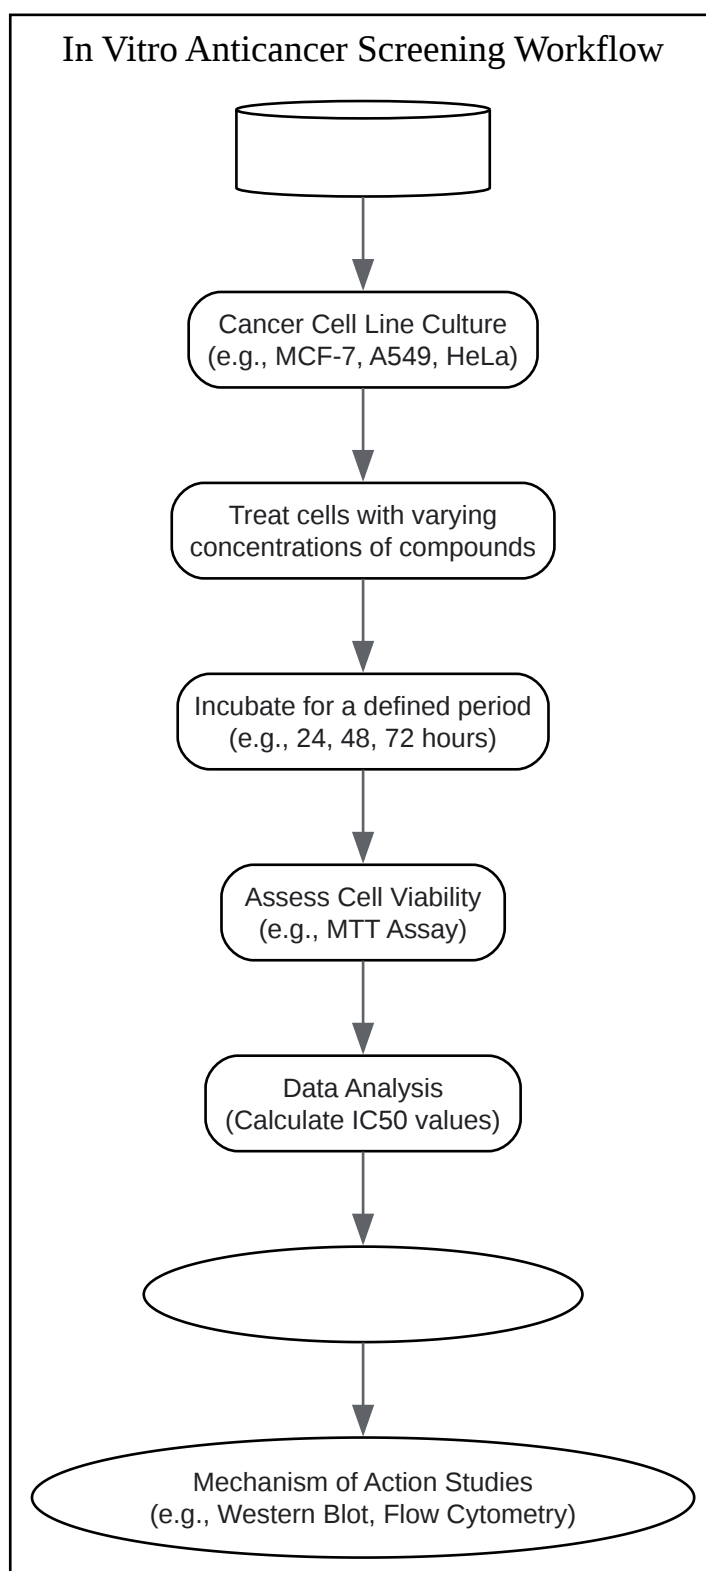 In Vitro Anticancer Screening Workflow
Cancer Cell Line Culture
(e.g., MCF-7, A549, HeLa)
Treat cells with varying
concentrations of compounds
Incubate for a defined period
(e.g., 24, 48, 72 hours)
Assess Cell Viability
(e.g., MTT Assay)
Data Analysis
(Calculate IC50 values)
Mechanism of Action Studies
(e.g., Western Blot, Flow Cytometry)